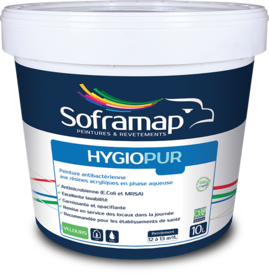 Soframap
PEINTURES & REVETEMENTS
HYGIOPUR
Peinture antibactérienne
aux résines acryliques en phase aqueuse
✓ Antimicrobienne (E.Coli et MRSA)
✓ Excellente lavabilité
✓ Garnissante et opacifiante
✓ Remise en service des locaux dans la journée
✓ Recommandée pour les établissements de santé
VELOURS
Rendement
12 à 13 m²/L
10L